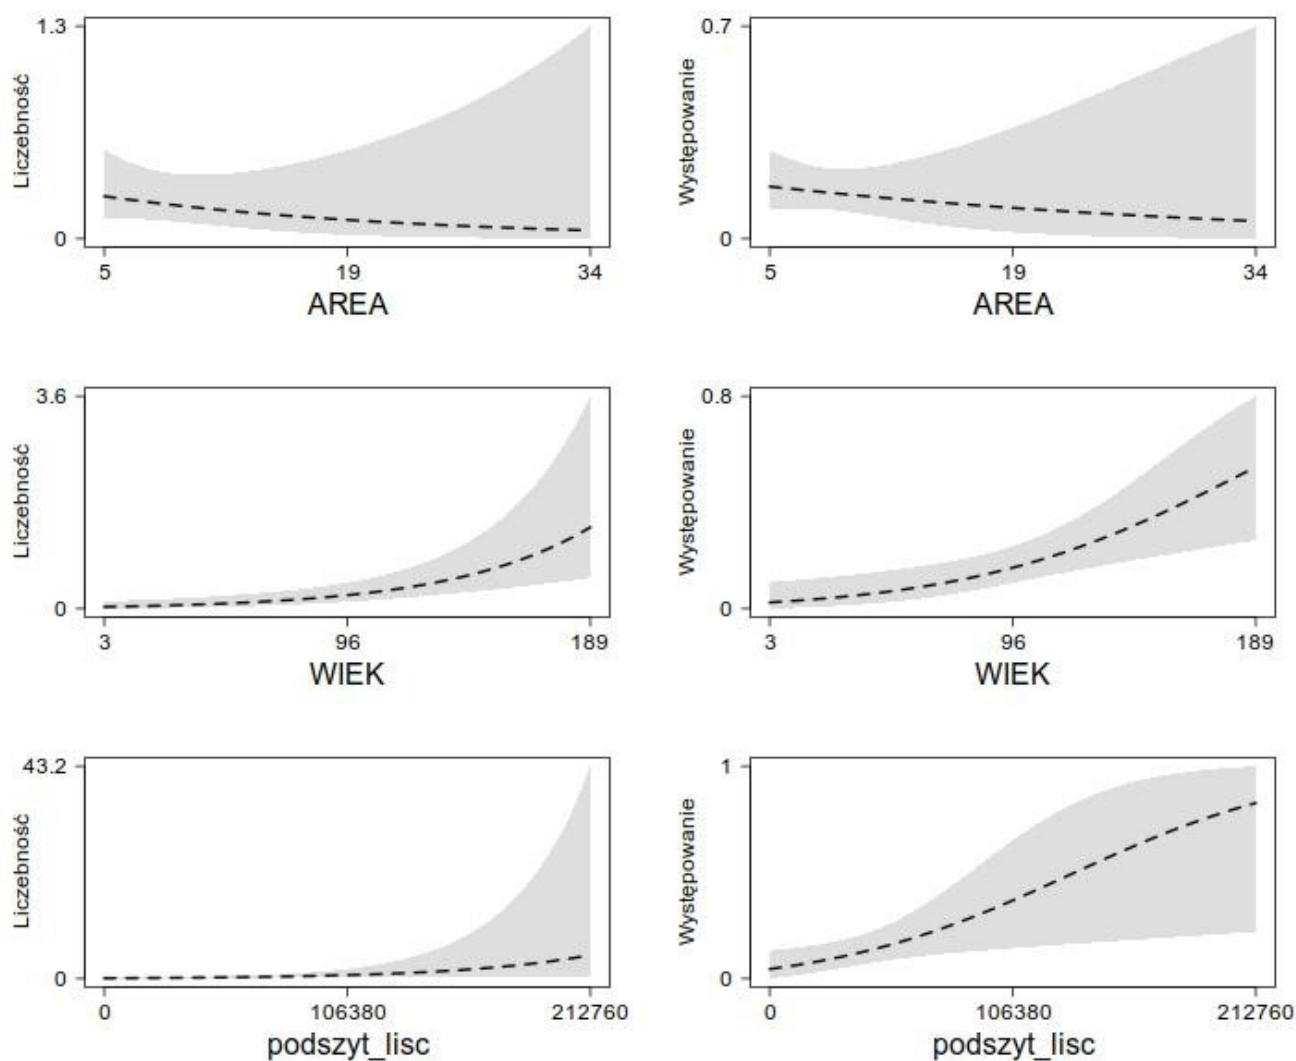 1.3
Liczebność
0
5 19 34
AREA
0.7
Występowanie
0
5 19 34
AREA
3.6
Liczebność
0
3 96 189
WIEK
0.8
Występowanie
0
3 96 189
WIEK
43.2
Liczebność
0
0 106380 212760
podszyt_lisc
1
Występowanie
0
0 106380 212760
podszyt_lisc